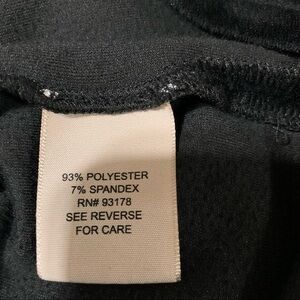 93% POLYESTER
7% SPANDEX
RN# 93178
SEE REVERSE
FOR CARE